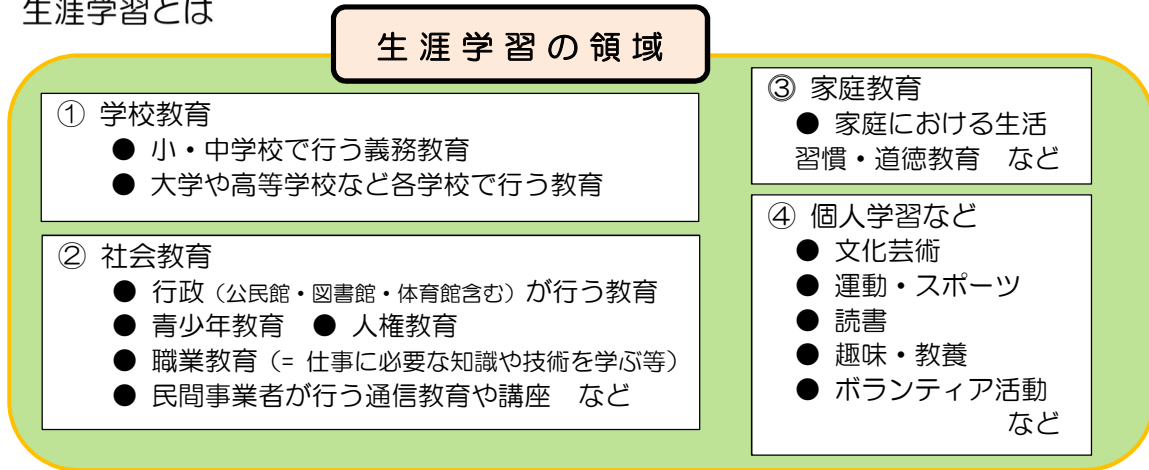 生涯学習とは
生涯学習の領域
① 学校教育
● 小・中学校で行う義務教育
● 大学や高等学校など各学校で行う教育
② 社会教育
● 行政（公民館・図書館・体育館含む）が行う教育
● 青少年教育　● 人権教育
● 職業教育（= 仕事に必要な知識や技術を学ぶ等）
● 民間事業者が行う通信教育や講座　など
③ 家庭教育
● 家庭における生活
習慣・道徳教育　など
④ 個人学習など
● 文化芸術
● 運動・スポーツ
● 読書
● 趣味・教養
● ボランティア活動
など